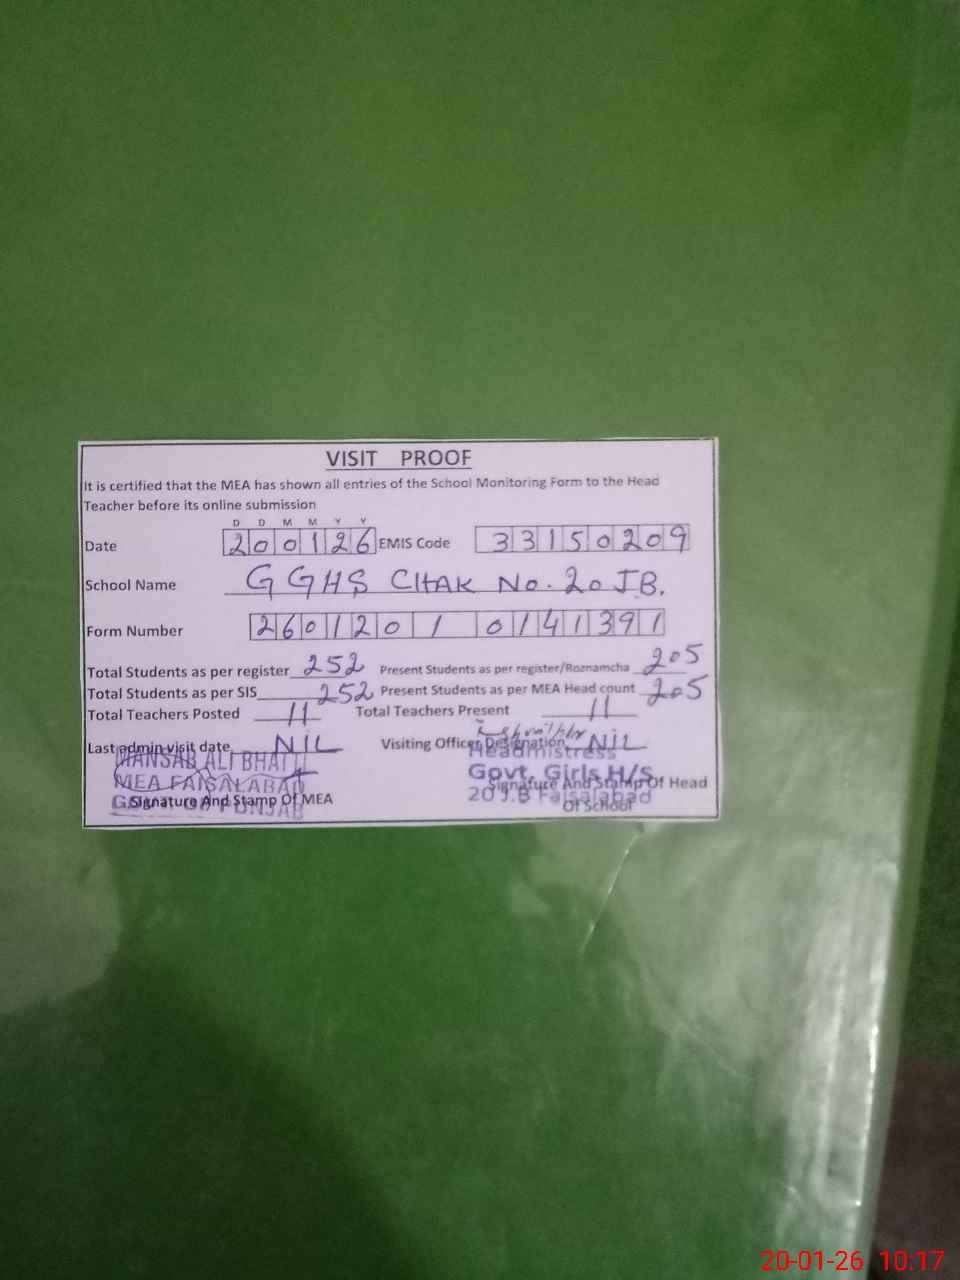 VISIT PROOF
It is certified that the MEA has shown all entries of the School Monitoring Form to the Head
Teacher before its online submission
D D M M Y Y
Date 200126 EMIS Code 33150209
School Name GGHS CHAK No. 20 J.B.
Form Number 2601201 0141391
Total Students as per register 252 Present Students as per register/Roznamcha 205
Total Students as per SIS 252 Present Students as per MEA Head count 205
Total Teachers Posted 11 Total Teachers Present 11
Last admin visit date NIL Visiting Officer Designation NIL
MANSAB ALI BHATTI Headmistress
MEA FAISALABAD Govt. Girls H/S
Signature And Stamp Of Head
20 J.B Faisalabad
Signature And Stamp Of MEA Of School
PUNJAB
20-01-26 10:17